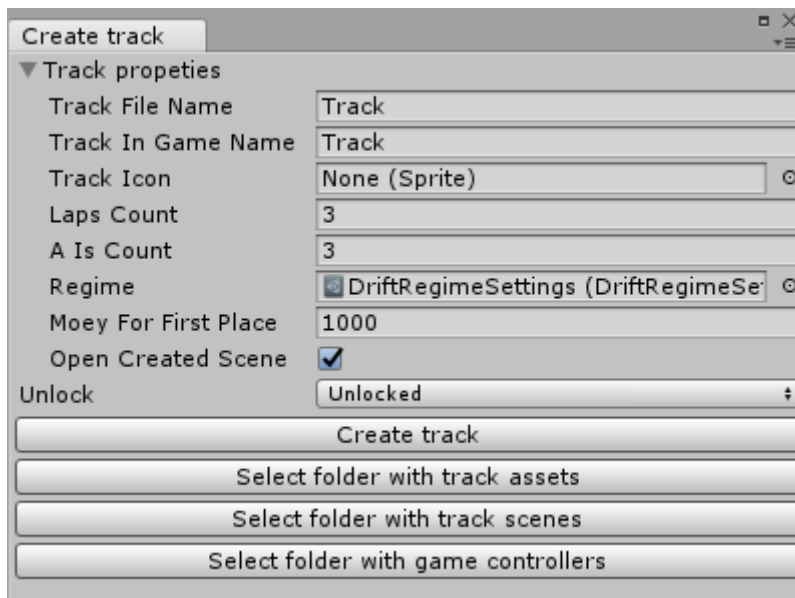 Create track
Track propeties
Track File Name Track
Track In Game Name Track
Track Icon None (Sprite)
Laps Count 3
A Is Count 3
Regime DriftRegimeSettings (DriftRegimeSet
Moey For First Place 1000
Open Created Scene
Unlock Unlocked
Create track
Select folder with track assets
Select folder with track scenes
Select folder with game controllers